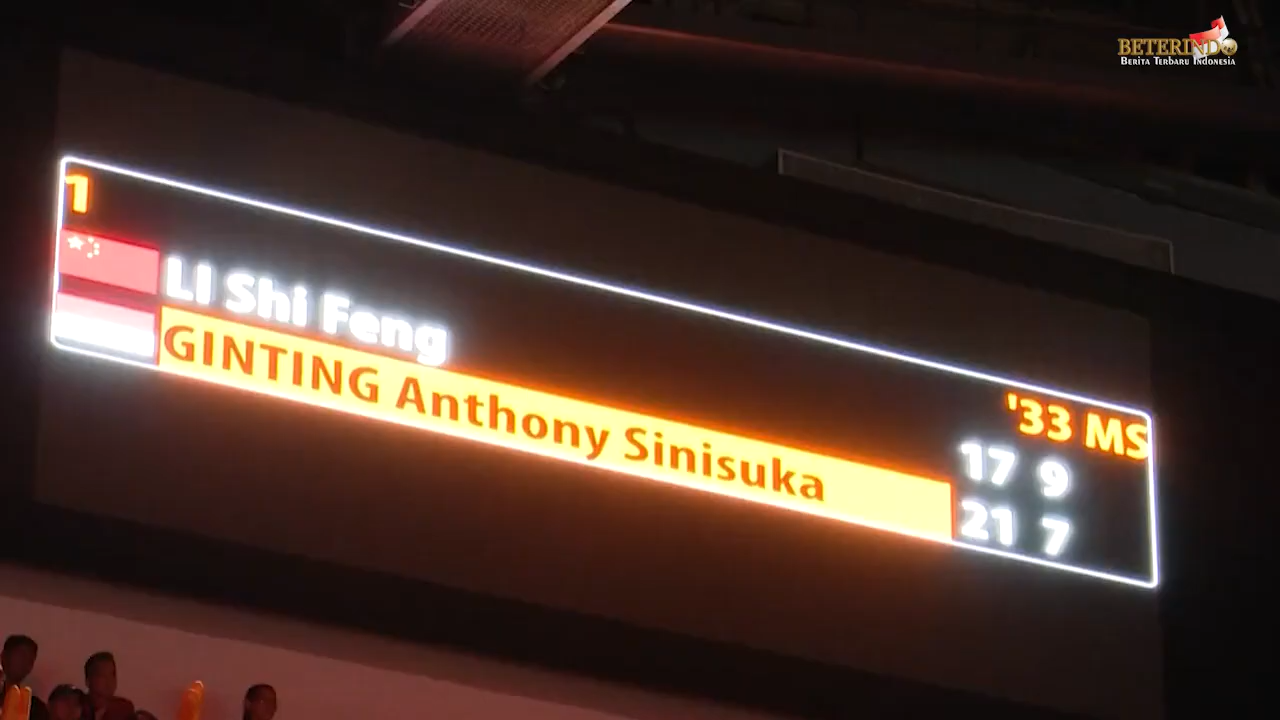 BETERINDO
BERITA TERBARU INDONESIA
1
'33 MS
LI Shi Feng 17 9
GINTING Anthony Sinisuka 21 7